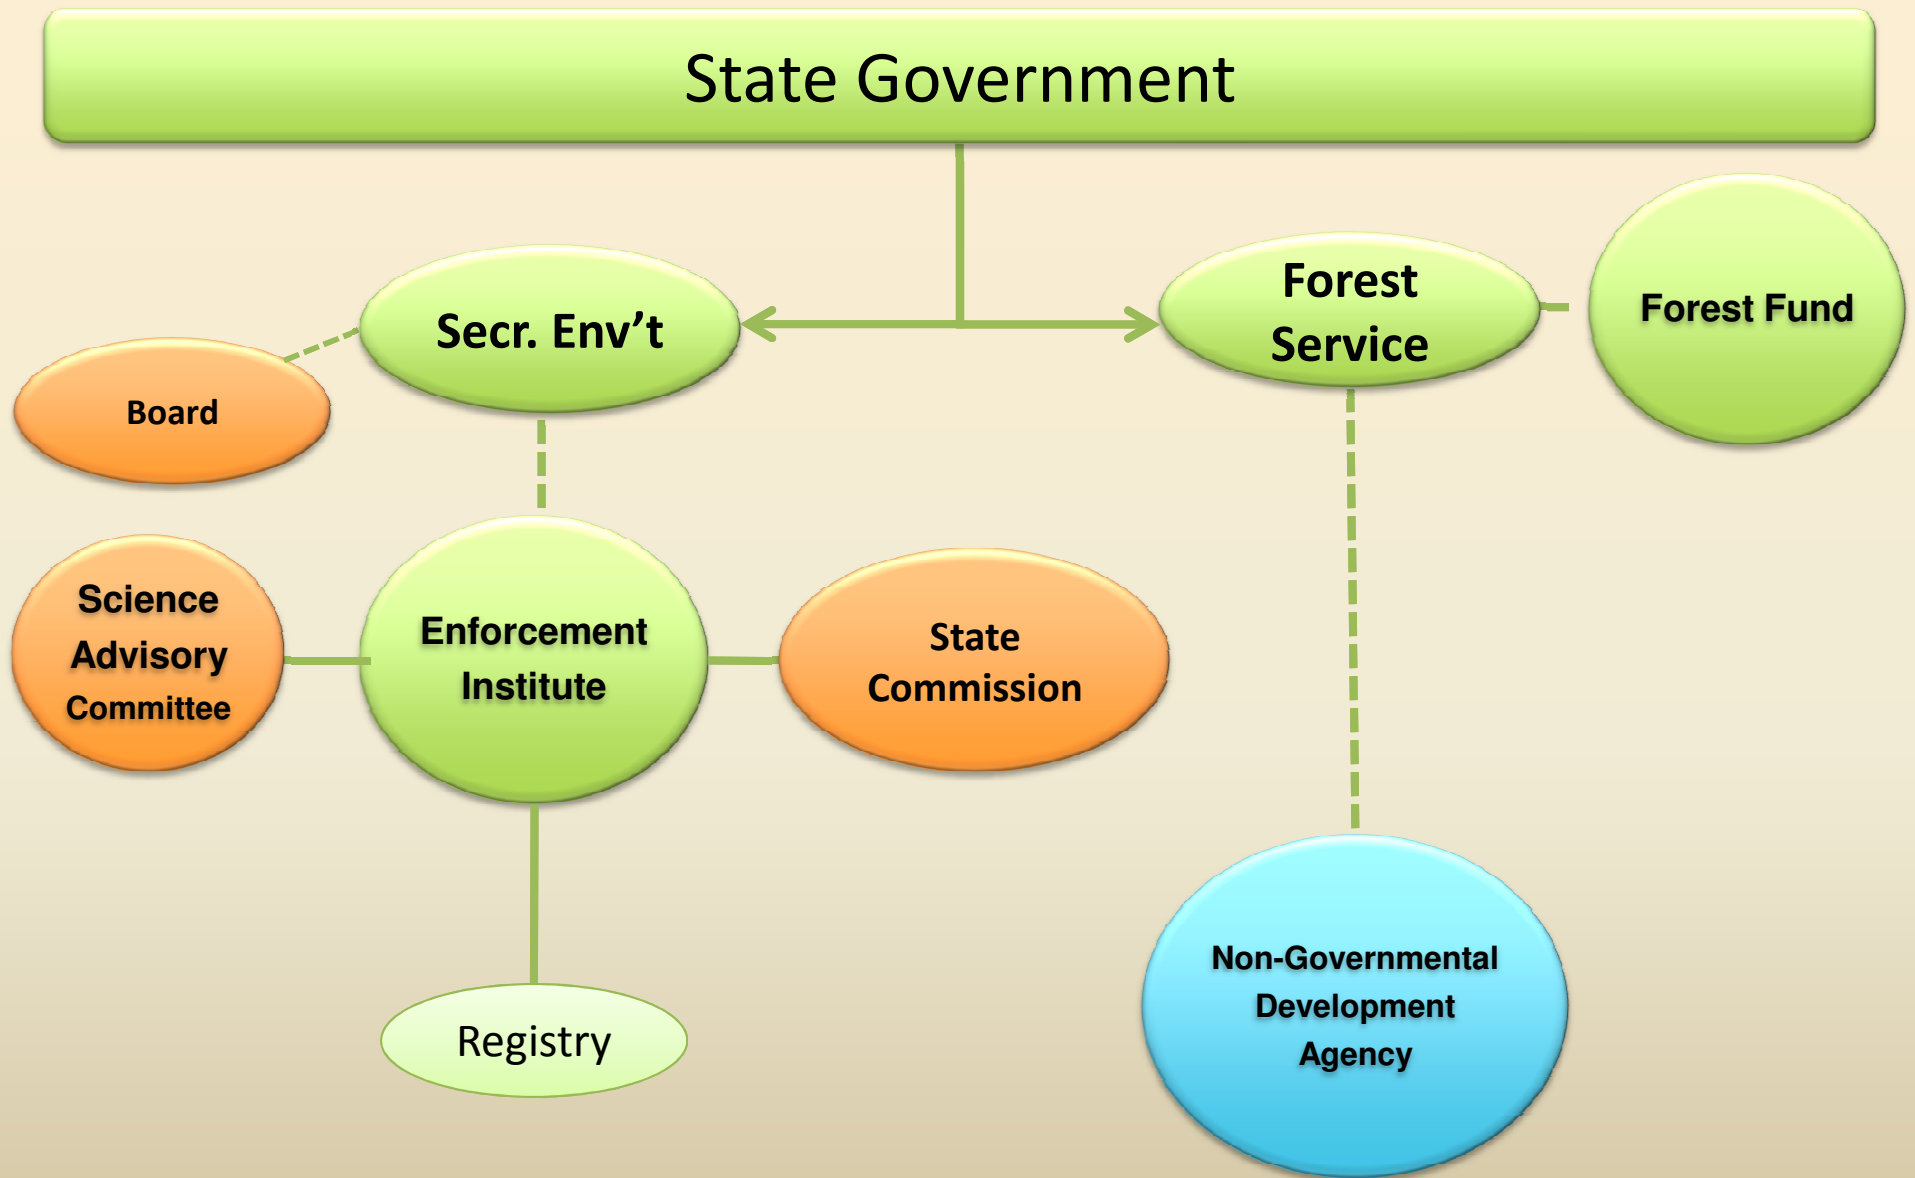 State Government
Secr. Env’t
Forest
Service
Forest Fund
Board
Science
Advisory
Committee
Enforcement
Institute
State
Commission
Registry
Non-Governmental
Development
Agency